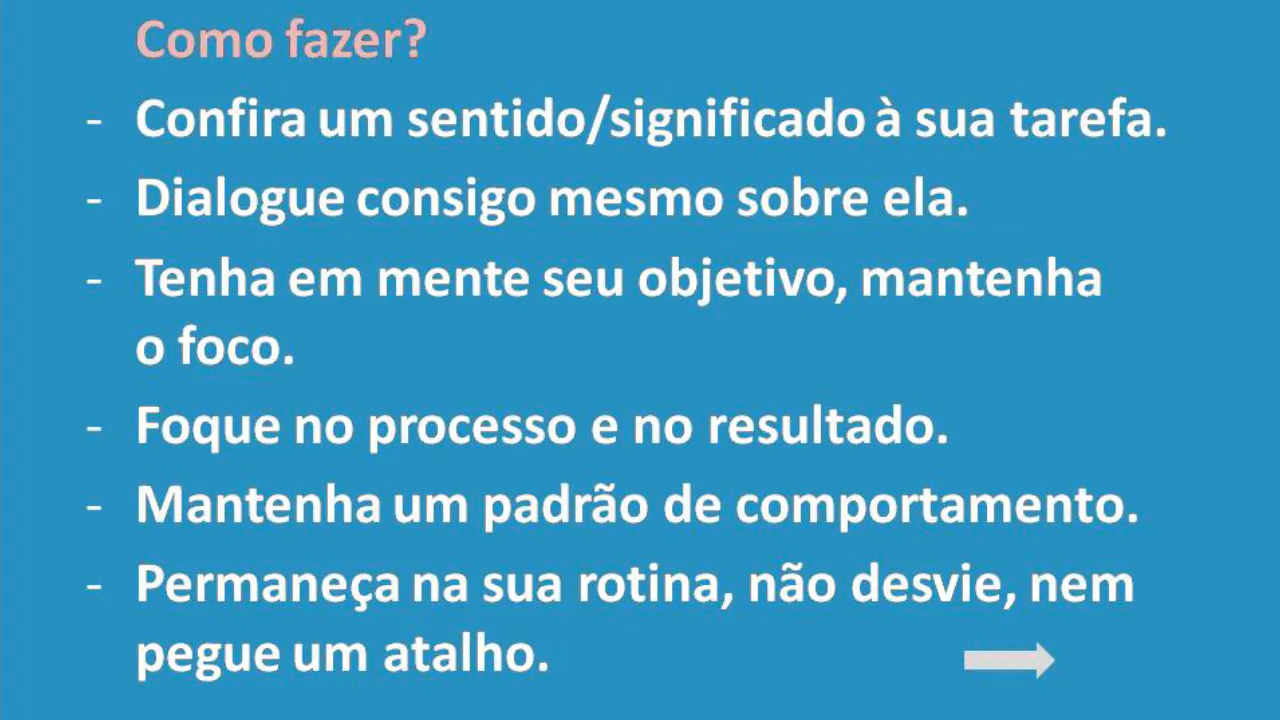 Como fazer?
- Confira um sentido/significado à sua tarefa.
- Dialogue consigo mesmo sobre ela.
- Tenha em mente seu objetivo, mantenha
o foco.
- Foque no processo e no resultado.
- Mantenha um padrão de comportamento.
- Permaneça na sua rotina, não desvie, nem
pegue um atalho.